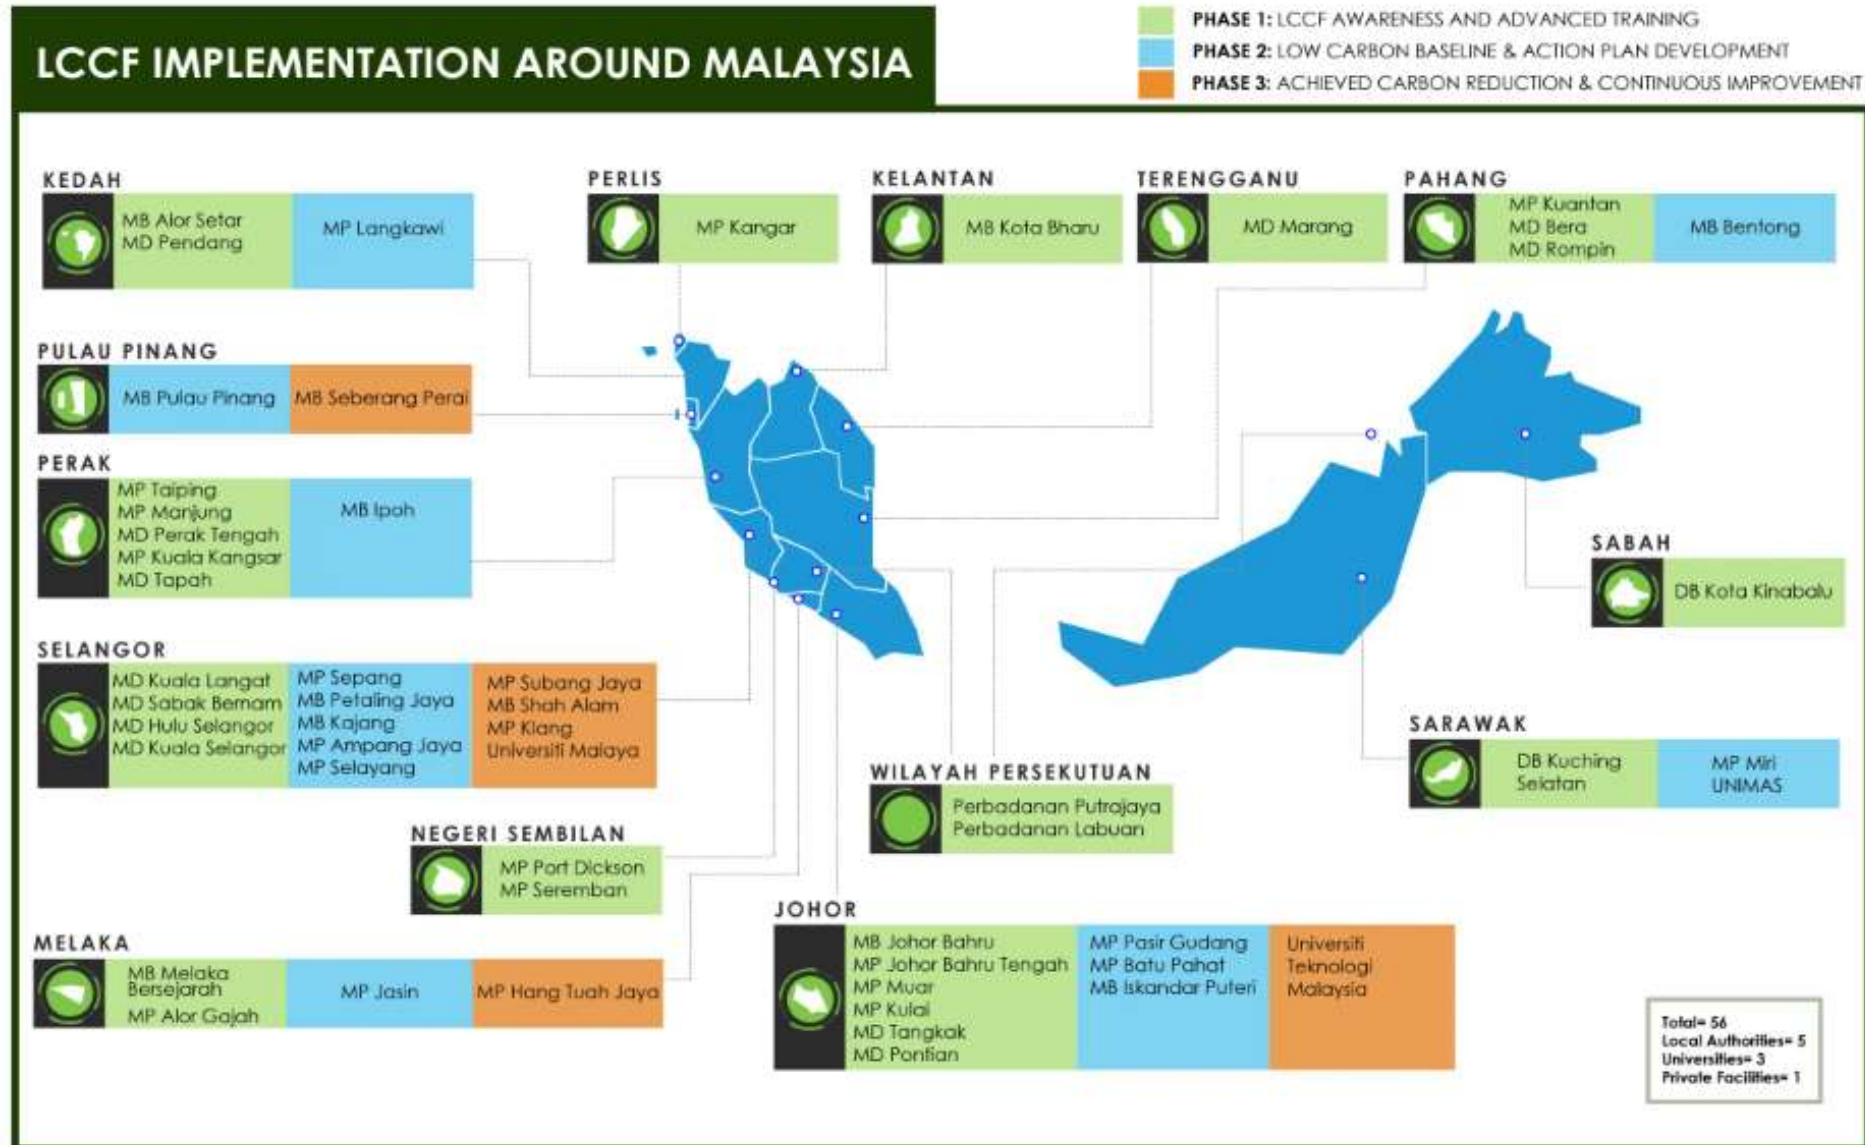 LCCF IMPLEMENTATION AROUND MALAYSIA
PHASE 1: LCCF AWARENESS AND ADVANCED TRAINING
PHASE 2: LOW CARBON BASELINE & ACTION PLAN DEVELOPMENT
PHASE 3: ACHIEVED CARBON REDUCTION & CONTINUOUS IMPROVEMENT
KEDAH
MB Alor Setar
MD Pendang
MP Langkawi
PERLIS
MP Kangar
KELANTAN
MB Kota Bharu
TERENGGANU
MD Marang
PAHANG
MP Kuantan
MD Bera
MD Rompin
MB Bentong
PULAU PINANG
MB Pulau Pinang
MB Seberang Perai
PERAK
MP Taiping
MP Manjung
MD Perak Tengah
MP Kuala Kangsar
MD Tapah
MB Ipoh
SELANGOR
MD Kuala Langat
MD Sabak Bernam
MD Hulu Selangor
MD Kuala Selangor
MP Sepang
MB Petaling Jaya
MB Kajang
MP Ampang Jaya
MP Selayang
MP Subang Jaya
MB Shah Alam
MP Klang
Universiti Malaya
SABAH
DB Kota Kinabalu
SARAWAK
DB Kuching
Selatan
MP Miri
UNIMAS
WILAYAH PERSEKUTUAN
Perbadanan Putrajaya
Perbadanan Labuan
NEGERI SEMBILAN
MP Port Dickson
MP Seremban
MELAKA
MB Melaka
Bersejarah
MP Alor Gajah
MP Jasin
MP Hang Tuah Jaya
JOHOR
MB Johor Bahru
MP Johor Bahru Tengah
MP Muar
MP Kulai
MD Tangkak
MD Pontian
MP Pasir Gudang
MP Batu Pahat
MB Iskandar Puteri
Universiti
Teknologi
Malaysia
Total= 56
Local Authorities= 5
Universities= 3
Private Facilities= 1